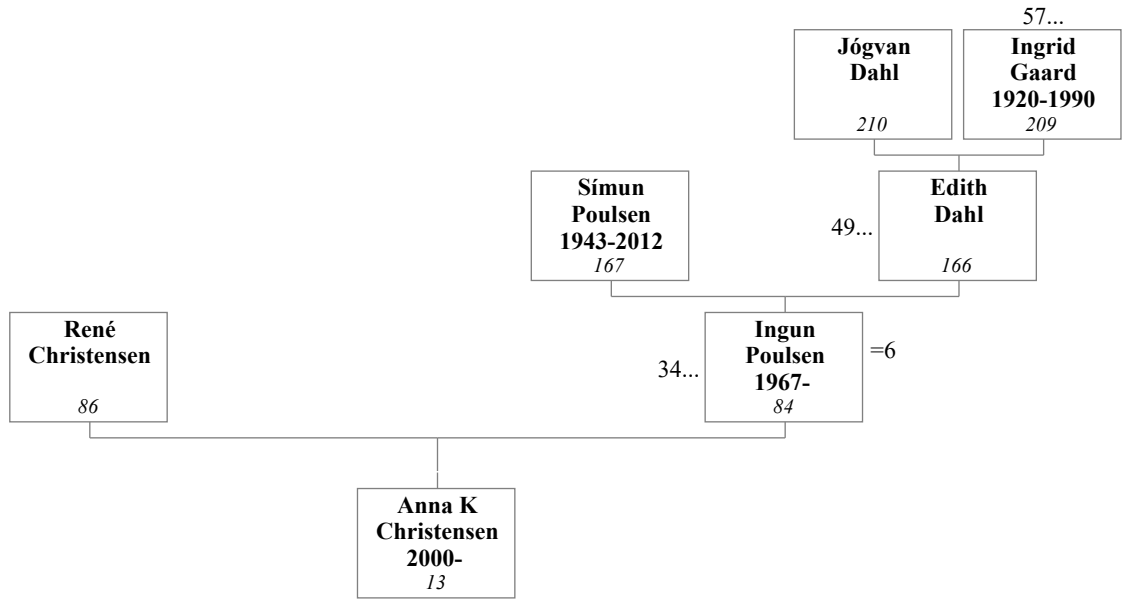 57...
Jógvan
Dahl
210
Ingrid
Gaard
1920-1990
209
Símun
Poulsen
1943-2012
167
49...
Edith
Dahl
166
René
Christensen
86
34...
Ingun
Poulsen
1967-
84
=6
Anna K
Christensen
2000-
13